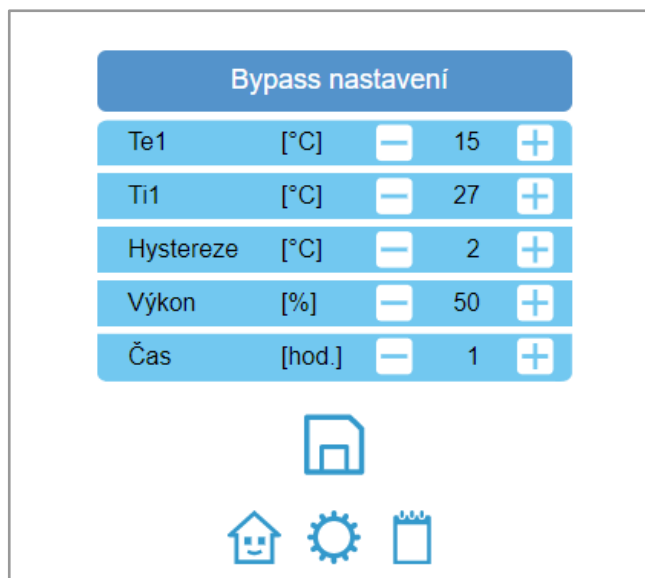 Bypass nastavení
Te1 [°C] 15
Ti1 [°C] 27
Hystereze [°C] 2
Výkon [%] 50
Čas [hod.] 1